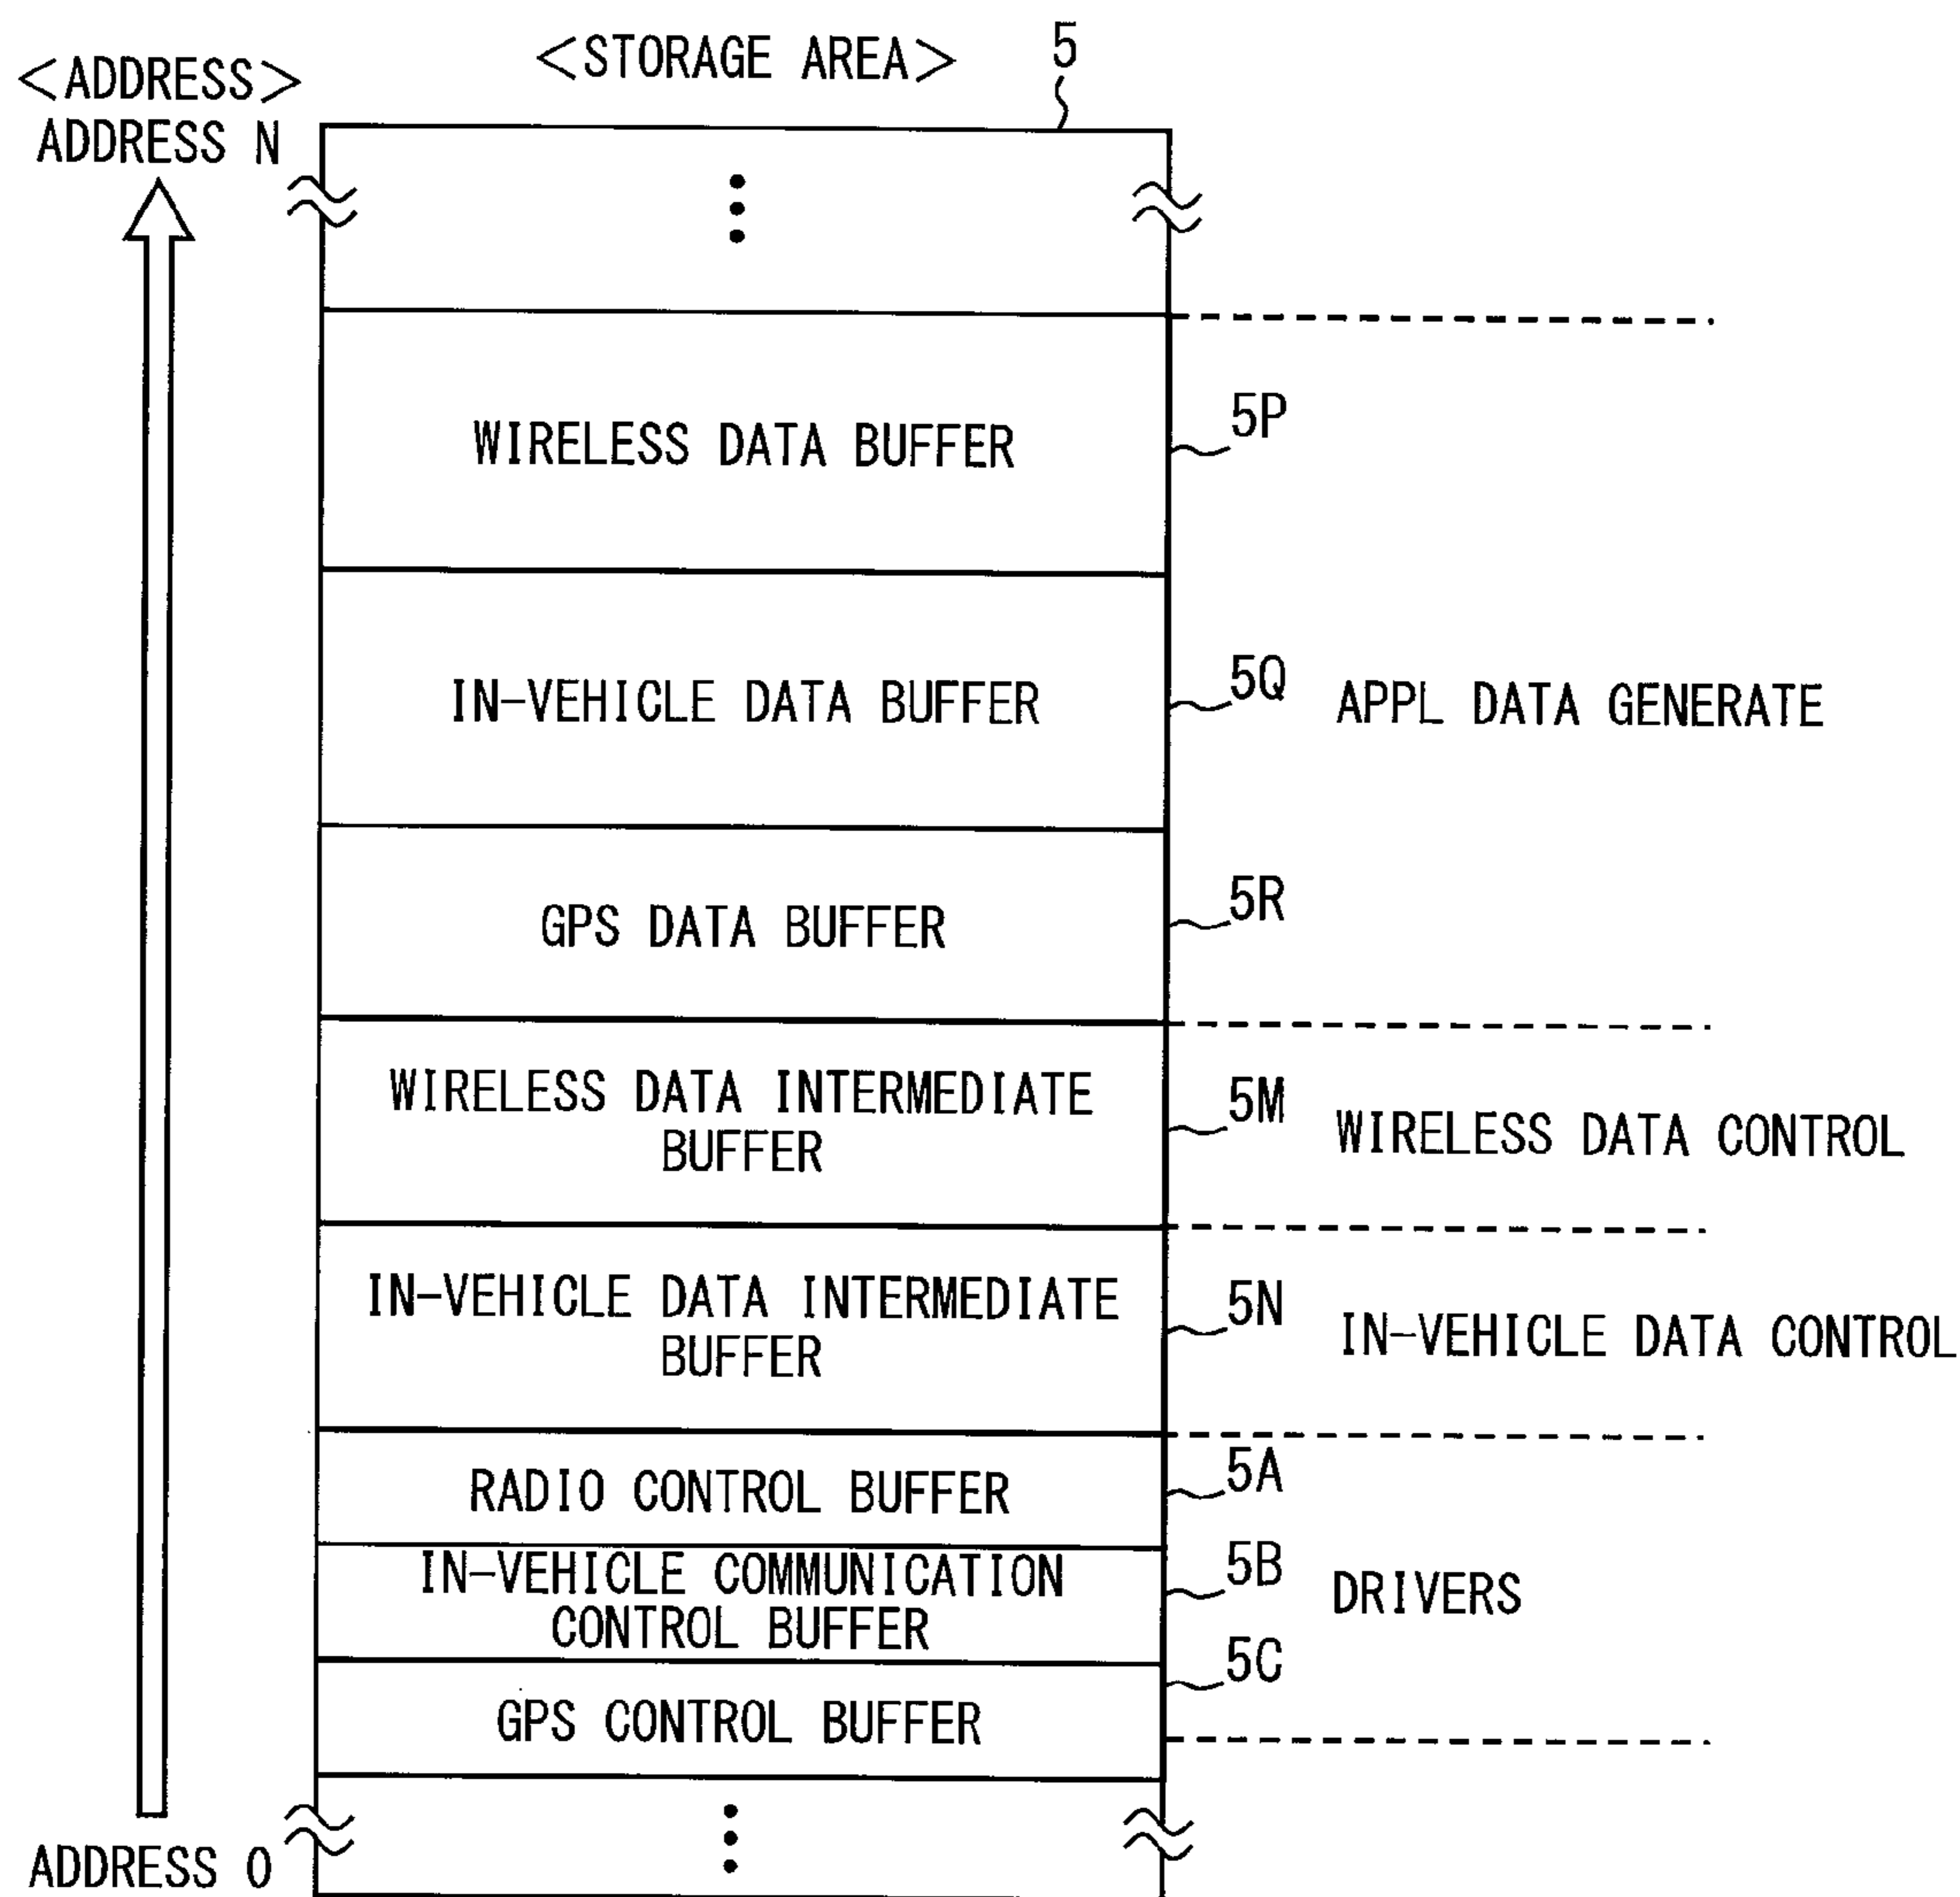 <STORAGE AREA>
5
<ADDRESS>
ADDRESS N
WIRELESS DATA BUFFER
5P
IN-VEHICLE DATA BUFFER
5Q
APPL DATA GENERATE
GPS DATA BUFFER
5R
WIRELESS DATA INTERMEDIATE
BUFFER
5M
WIRELESS DATA CONTROL
IN-VEHICLE DATA INTERMEDIATE
BUFFER
5N
IN-VEHICLE DATA CONTROL
RADIO CONTROL BUFFER
5A
IN-VEHICLE COMMUNICATION
CONTROL BUFFER
5B
DRIVERS
GPS CONTROL BUFFER
5C
ADDRESS 0